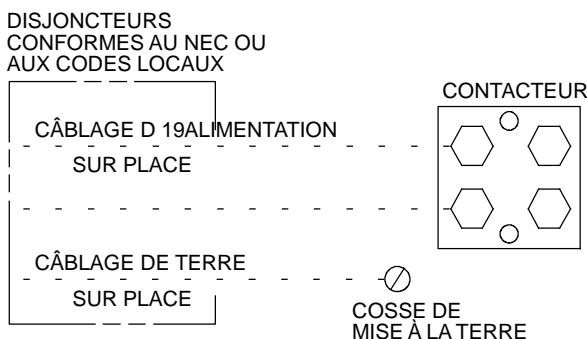 DISJONCTEURS
CONFORMES AU NEC OU
AUX CODES LOCAUX
CONTACTEUR
CÂBLAGE D 19ALIMENTATION
SUR PLACE
CÂBLAGE DE TERRE
SUR PLACE
COSSE DE
MISE À LA TERRE